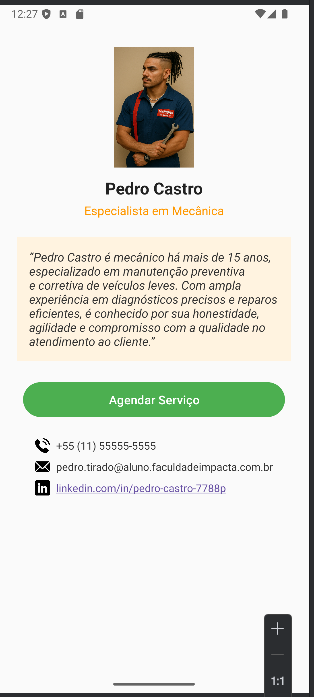 12:27
Pedro Castro
Especialista em Mecânica
“Pedro Castro é mecânico há mais de 15 anos,
especializado em manutenção preventiva
e corretiva de veículos leves. Com ampla
experiência em diagnósticos precisos e reparos
eficientes, é conhecido por sua honestidade,
agilidade e compromisso com a qualidade no
atendimento ao cliente.”
Agendar Serviço
+55 (11) 55555-5555
pedro.tirado@aluno.faculdadeimpacta.com.br
in
linkedin.com/in/pedro-castro-7788p
1:1